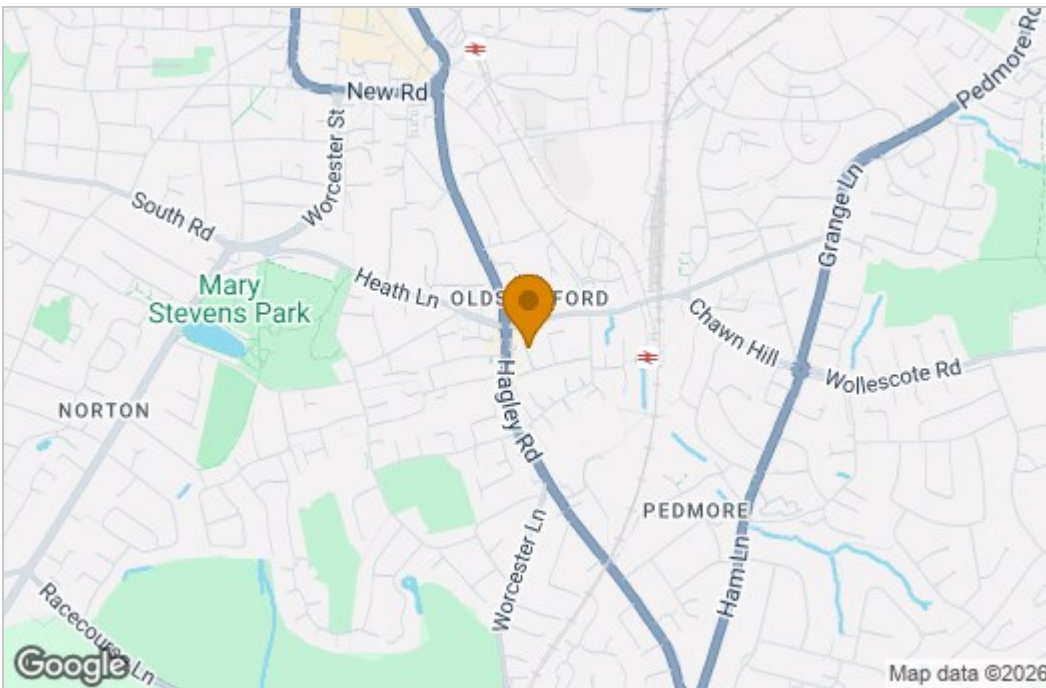 Pedmore Rd
New Rd
Worcester St
South Rd
Grange Ln
Mary
Stevens Park
Heath Ln
OLDS FORD
Chawn Hill
Wollescote Rd
Hagley Rd
NORTON
PEDMORE
Worcester Ln
Ham Ln
Racecourse Ln
Google
Map data ©2026